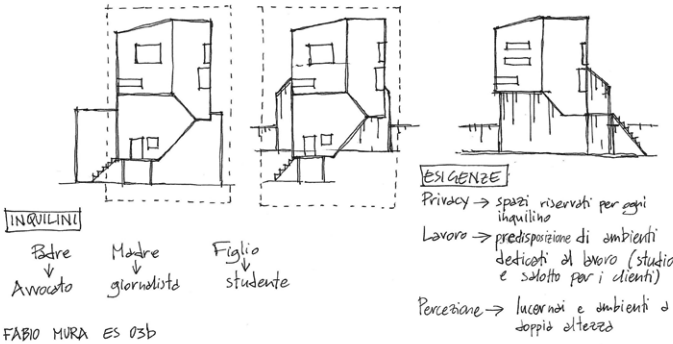 INQUILINI
Padre Madre Figlio
Avvocato giornalista studente
FABIO MURA ES 03b
ESIGENZE
Privacy → spazi riservati per ogni
inquilino
Lavoro → predisposizione di ambienti
dedicati al lavoro (studio
e salotto per i clienti)
Percezione → lucernai e ambienti a
doppia altezza